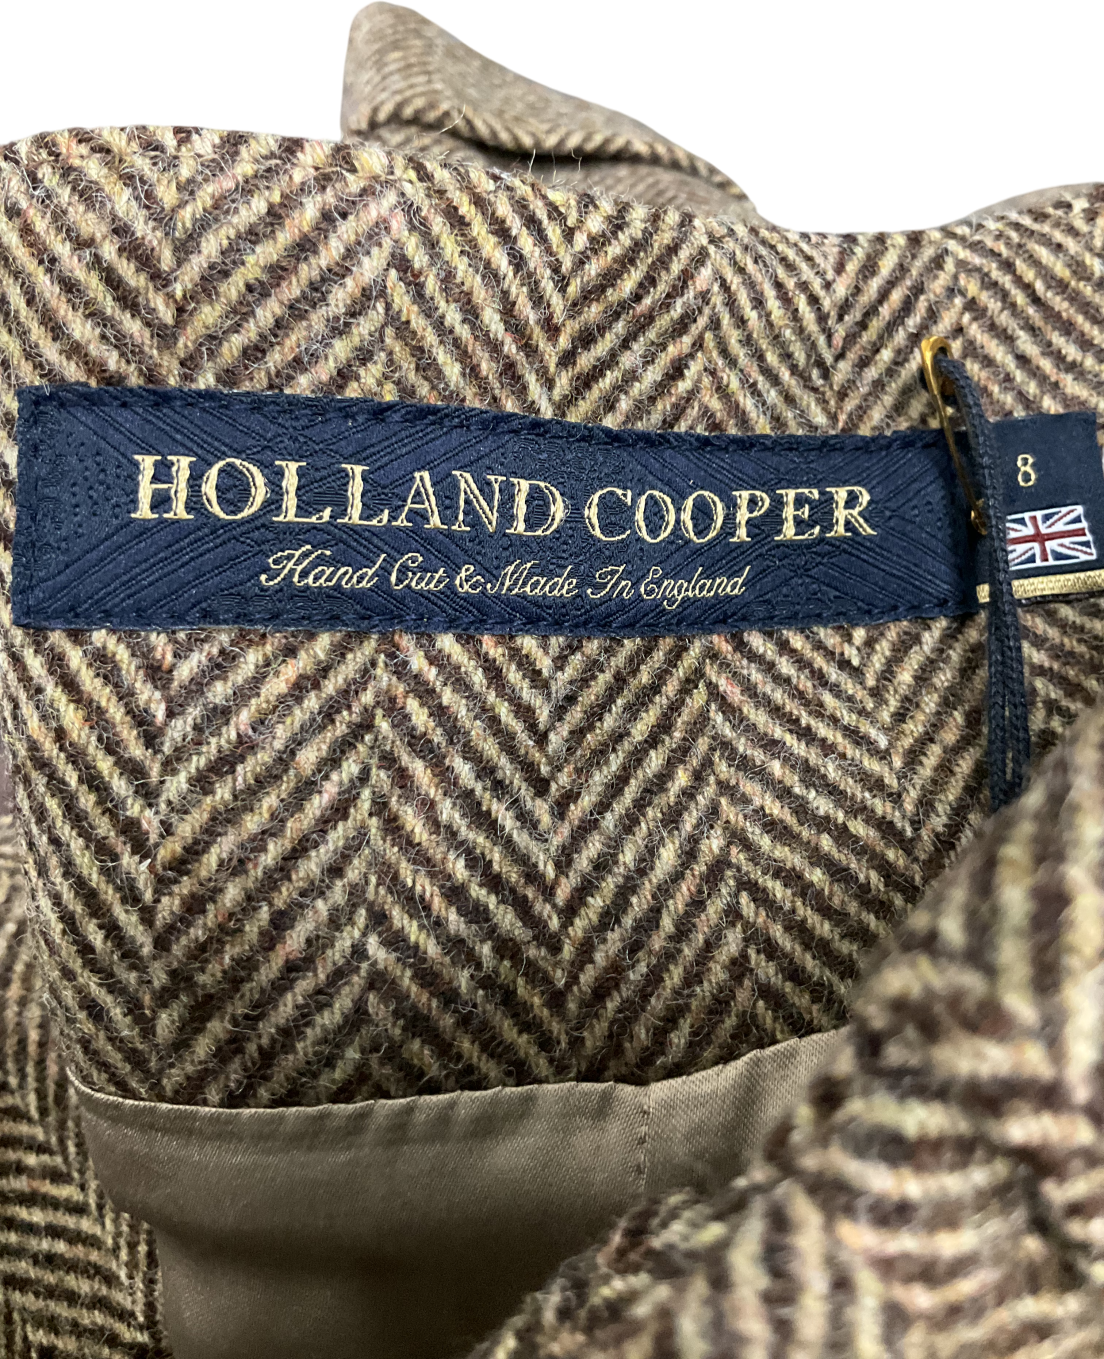 HOLLAND COOPER
Hand Cut & Made In England
8